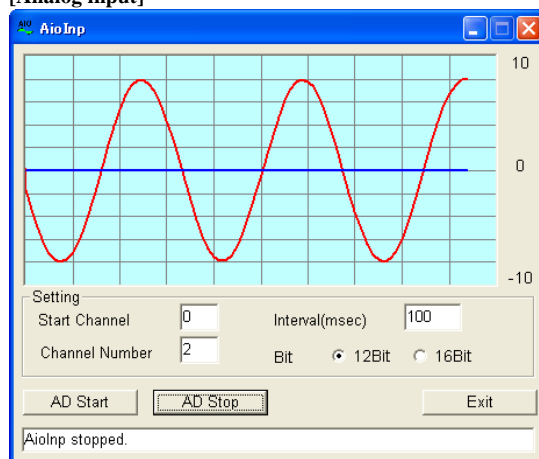 [Analog input]
AIO AioInp
10
0
-10
Setting
Start Channel 0 Interval(msec) 100
Channel Number 2 Bit 12Bit 16Bit
AD Start AD Stop Exit
AioInp stopped.